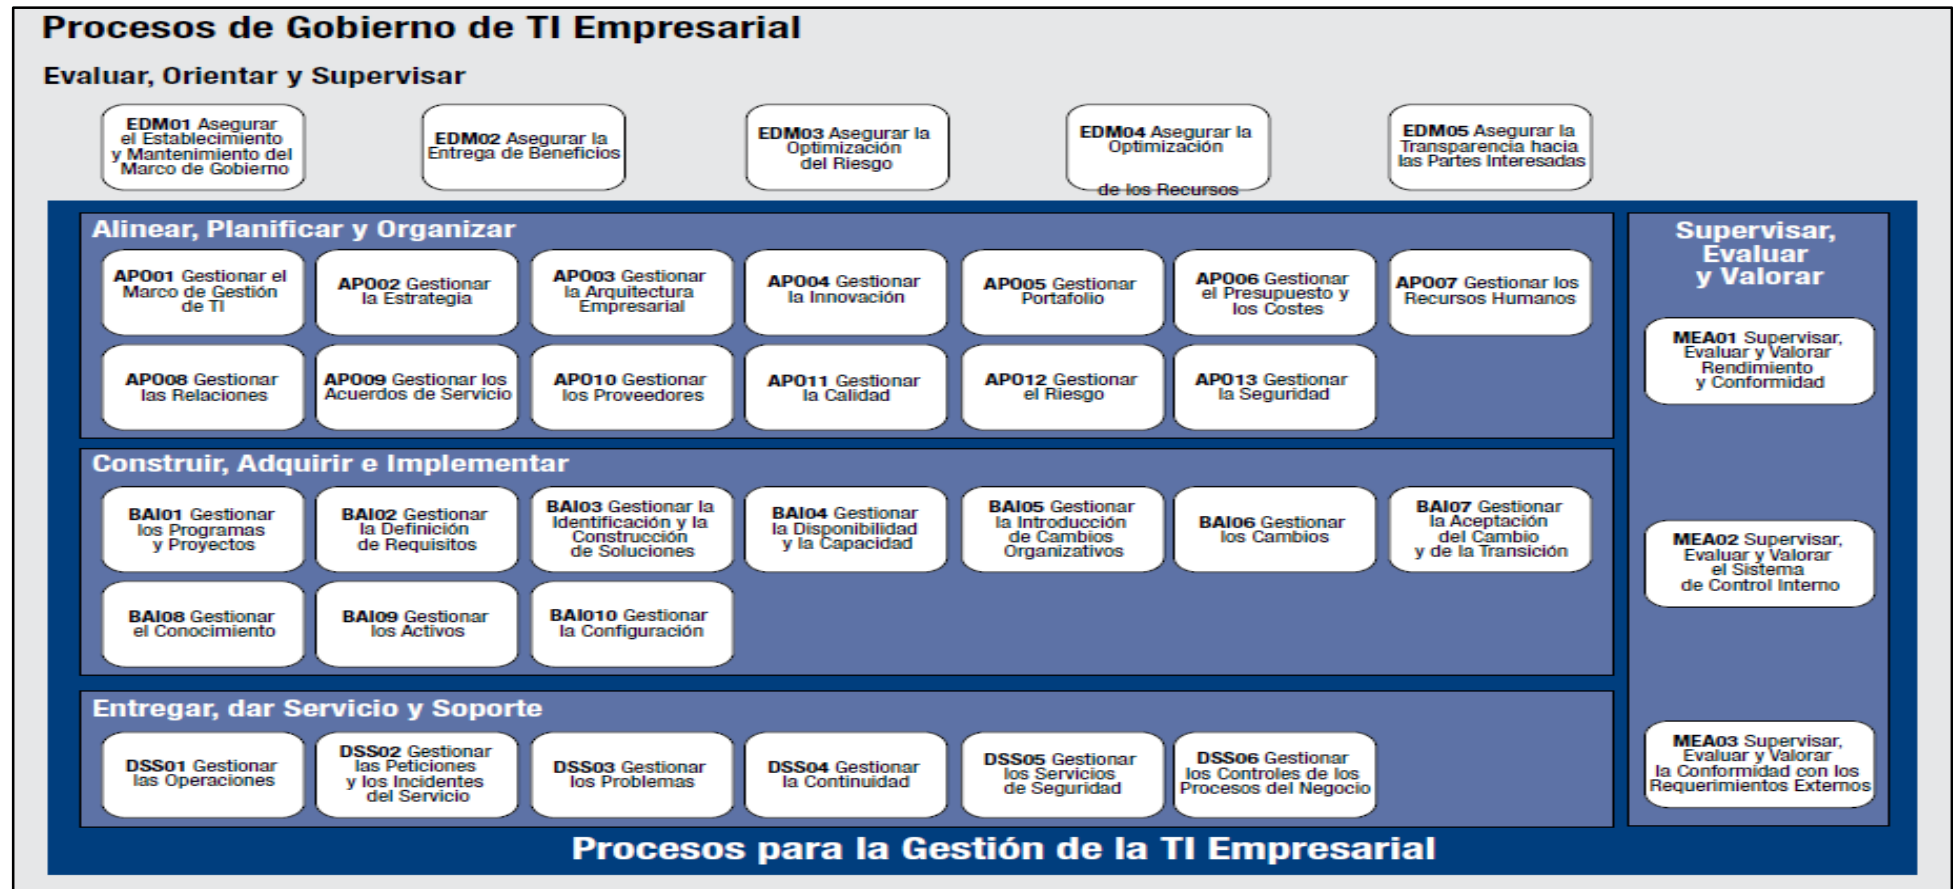 Procesos de Gobierno de TI Empresarial
Evaluar, Orientar y Supervisar
EDM01 Asegurar
el Establecimiento
y Mantenimiento del
Marco de Gobierno
EDM02 Asegurar la
Entrega de Beneficios
EDM03 Asegurar la
Optimización
del Riesgo
EDM04 Asegurar la
Optimización
de los Recursos
EDM05 Asegurar la
Transparencia hacia
las Partes Interesadas
Alinear, Planificar y Organizar
APO01 Gestionar el
Marco de Gestión
de TI
APO02 Gestionar
la Estrategia
APO03 Gestionar
la Arquitectura
Empresarial
APO04 Gestionar
la Innovación
APO05 Gestionar
Portafolio
APO06 Gestionar
el Presupuesto y
los Costes
APO07 Gestionar los
Recursos Humanos
APO08 Gestionar
las Relaciones
APO09 Gestionar los
Acuerdos de Servicio
APO10 Gestionar
los Proveedores
APO11 Gestionar
la Calidad
APO12 Gestionar
el Riesgo
APO13 Gestionar
la Seguridad
Construir, Adquirir e Implementar
BAI01 Gestionar
los Programas
y Proyectos
BAI02 Gestionar
la Definición
de Requisitos
BAI03 Gestionar la
Identificación y la
Construcción
de Soluciones
BAI04 Gestionar
la Disponibilidad
y la Capacidad
BAI05 Gestionar
la Introducción
de Cambios
Organizativos
BAI06 Gestionar
los Cambios
BAI07 Gestionar
la Aceptación
del Cambio
y de la Transición
BAI08 Gestionar
el Conocimiento
BAI09 Gestionar
los Activos
BAI010 Gestionar
la Configuración
Entregar, dar Servicio y Soporte
DSS01 Gestionar
las Operaciones
DSS02 Gestionar
las Peticiones
y los Incidentes
del Servicio
DSS03 Gestionar
los Problemas
DSS04 Gestionar
la Continuidad
DSS05 Gestionar
los Servicios
de Seguridad
DSS06 Gestionar
los Controles de los
Procesos del Negocio
Supervisar,
Evaluar
y Valorar
MEA01 Supervisar,
Evaluar y Valorar
Rendimiento
y Conformidad
MEA02 Supervisar,
Evaluar y Valorar
el Sistema
de Control Interno
MEA03 Supervisar,
Evaluar y Valorar
la Conformidad con los
Requerimientos Externos
Procesos para la Gestión de la TI Empresarial